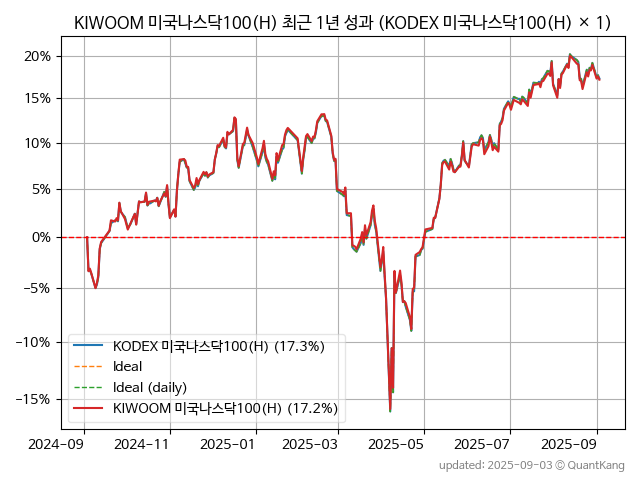 KIWOOM 미국나스닥100(H) 최근 1년 성과 (KODEX 미국나스닥100(H) × 1)
20%
15%
10%
5%
0%
−5%
−10%
−15%
KODEX 미국나스닥100(H) (17.3%)
Ideal
Ideal (daily)
KIWOOM 미국나스닥100(H) (17.2%)
2024-09 2024-11 2025-01 2025-03 2025-05 2025-07 2025-09
updated: 2025-09-03 © QuantKang